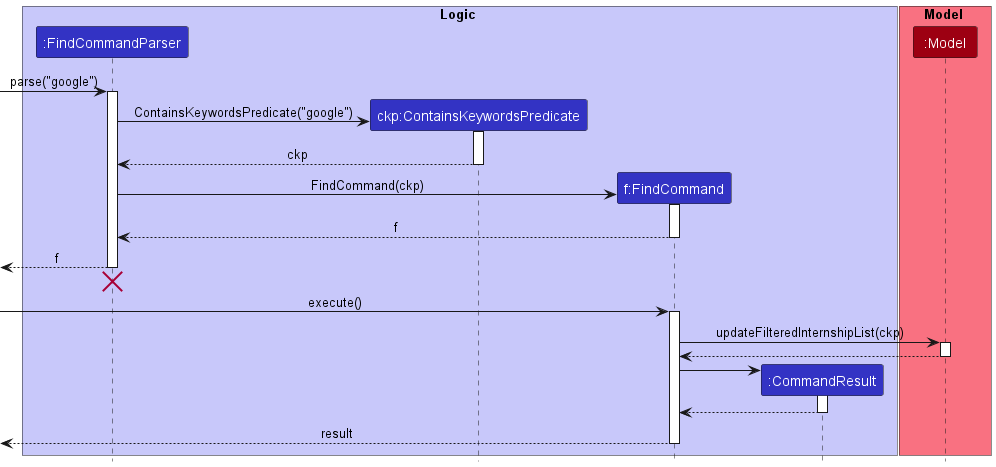 Logic
Model
:FindCommandParser
:Model
parse("google")
ContainsKeywordsPredicate("google")
ckp:ContainsKeywordsPredicate
ckp
FindCommand(ckp)
f:FindCommand
f
f
execute()
updateFilteredInternshipList(ckp)
:CommandResult
result